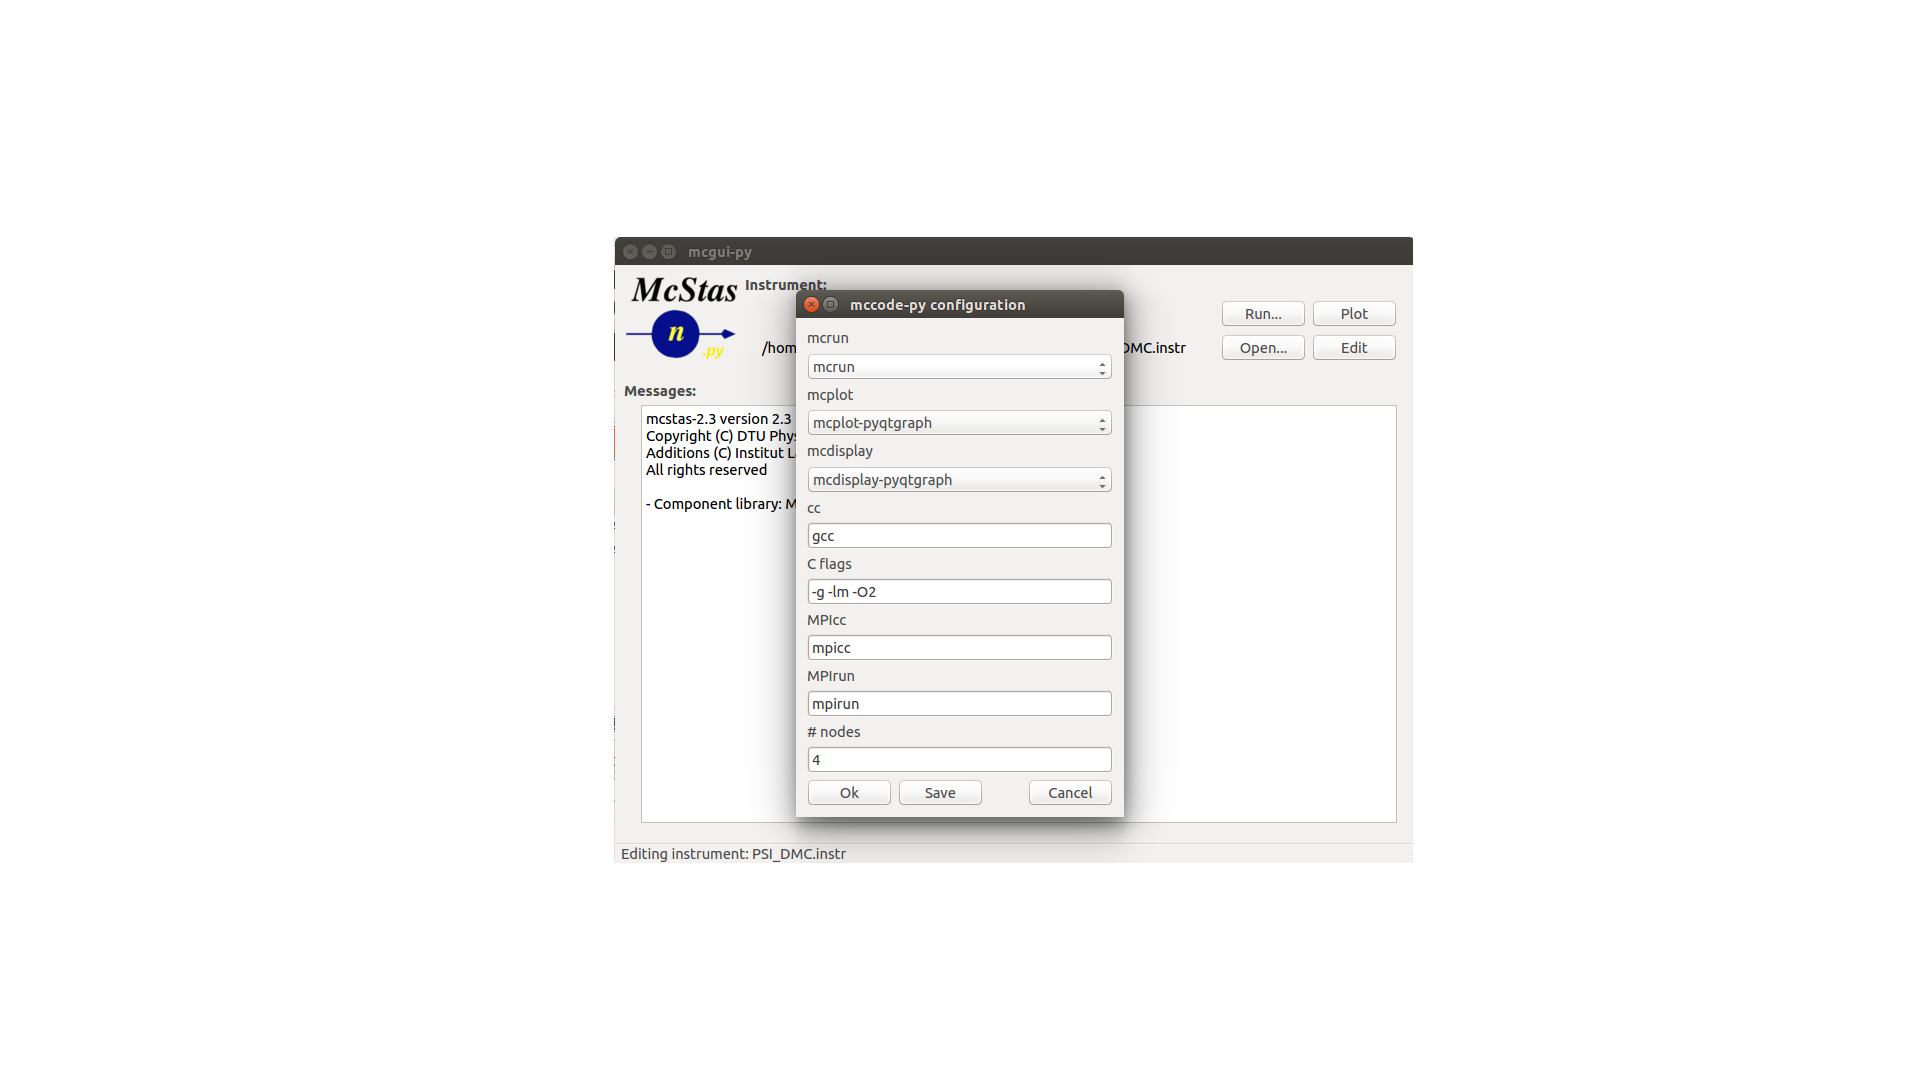 mcgui-py
McStas
n
.py
Instrument:
/hom
DMC.instr
Run...
Plot
Open...
Edit
Messages:
mcstas-2.3 version 2.3
Copyright (C) DTU Phys
Additions (C) Institut L
All rights reserved
- Component library: M
mccode-py configuration
mcrun
mcrun
mcplot
mcplot-pyqtgraph
mcdisplay
mcdisplay-pyqtgraph
cc
gcc
C flags
-g -lm -O2
MPIcc
mpicc
MPIrun
mpirun
# nodes
4
Ok
Save
Cancel
Editing instrument: PSI_DMC.instr